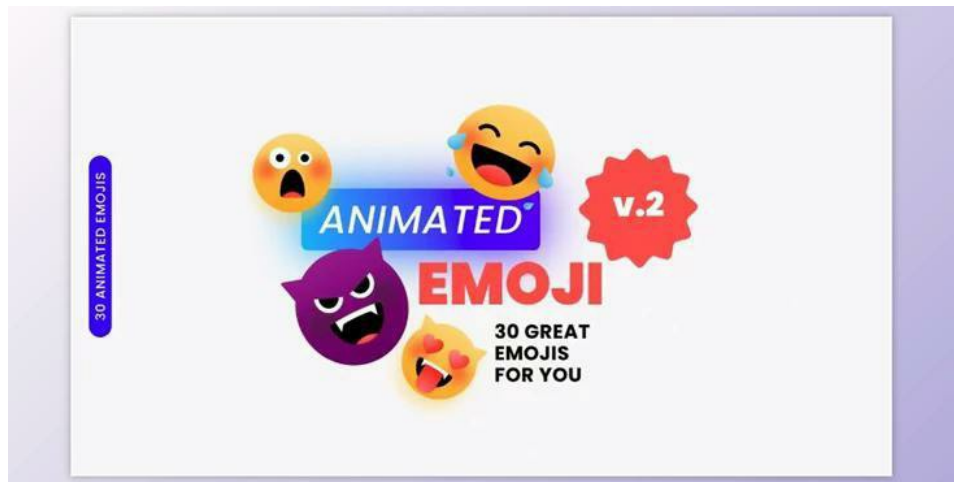 30 ANIMATED EMOJIS
ANIMATED
v.2
EMOJI
30 GREAT
EMOJIS
FOR YOU